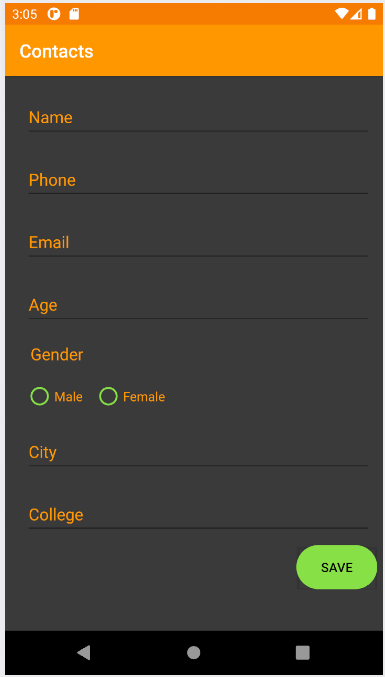 3:05
Contacts
Name
Phone
Email
Age
Gender
Male Female
City
College
SAVE